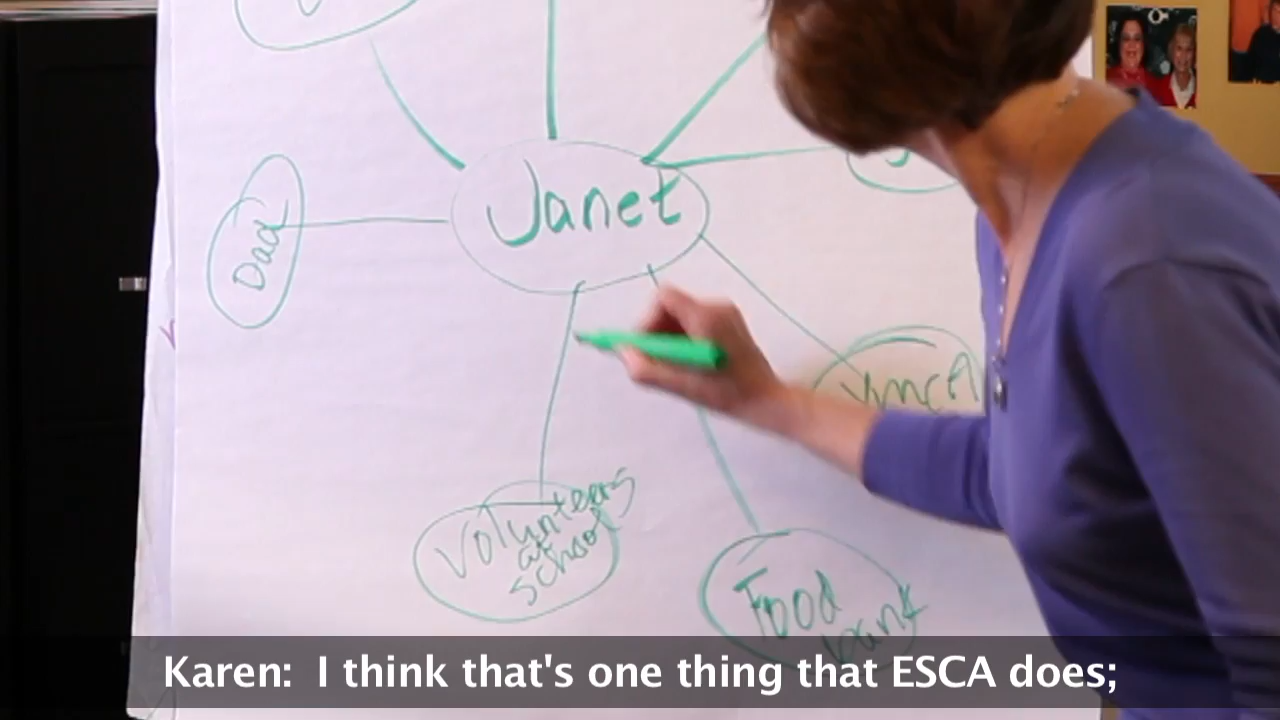 Janet
Dad
YMCA
Volunteers
at
school
Food
bank
Karen:  I think that's one thing that ESCA does;